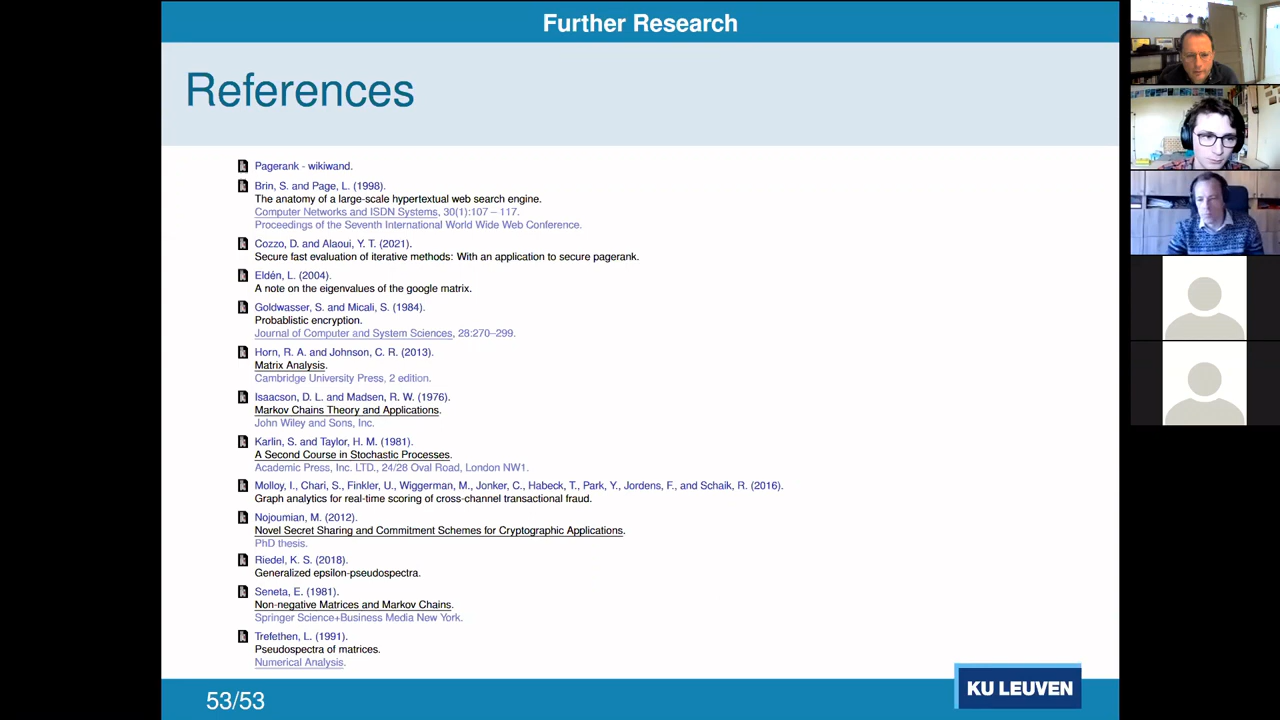 Further Research
References
Pagerank - wikiwand.
Brin, S. and Page, L. (1998).
The anatomy of a large-scale hypertextual web search engine.
Computer Networks and ISDN Systems, 30(1):107 – 117.
Proceedings of the Seventh International World Wide Web Conference.
Cozzo, D. and Alaoui, Y. T. (2021).
Secure fast evaluation of iterative methods: With an application to secure pagerank.
Eldén, L. (2004).
A note on the eigenvalues of the google matrix.
Goldwasser, S. and Micali, S. (1984).
Probablistic encryption.
Journal of Computer and System Sciences, 28:270–299.
Horn, R. A. and Johnson, C. R. (2013).
Matrix Analysis.
Cambridge University Press, 2 edition.
Isaacson, D. L. and Madsen, R. W. (1976).
Markov Chains Theory and Applications.
John Wiley and Sons, Inc.
Karlin, S. and Taylor, H. M. (1981).
A Second Course in Stochastic Processes.
Academic Press, Inc. LTD., 24/28 Oval Road, London NW1.
Molloy, I., Chari, S., Finkler, U., Wiggerman, M., Jonker, C., Habeck, T., Park, Y., Jordens, F., and Schaik, R. (2016).
Graph analytics for real-time scoring of cross-channel transactional fraud.
Nojoumian, M. (2012).
Novel Secret Sharing and Commitment Schemes for Cryptographic Applications.
PhD thesis.
Riedel, K. S. (2018).
Generalized epsilon-pseudospectra.
Seneta, E. (1981).
Non-negative Matrices and Markov Chains.
Springer Science+Business Media New York.
Trefethen, L. (1991).
Pseudospectra of matrices.
Numerical Analysis.
53/53
KU LEUVEN